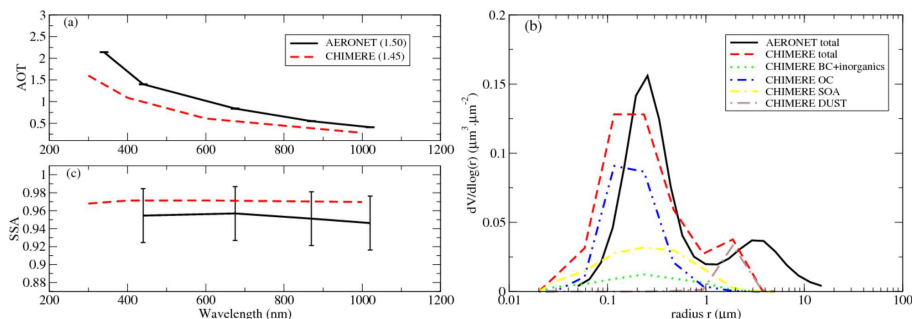 (a)
AERONET (1.50)
CHIMERE (1.45)
AOT
3
2.5
2
1.5
1
0.5
200 400 600 800 1000 1200
(c)
SSA
1
0.98
0.96
0.94
0.92
0.9
0.88
200 400 600 800 1000 1200
Wavelength (nm)
(b)
AERONET total
CHIMERE total
CHIMERE BC+inorganics
CHIMERE OC
CHIMERE SOA
CHIMERE DUST
dV/dlog(r) (μm³.μm⁻²)
0.15
0.1
0.05
0
0.01 0.1 1 10 100
radius r (μm)